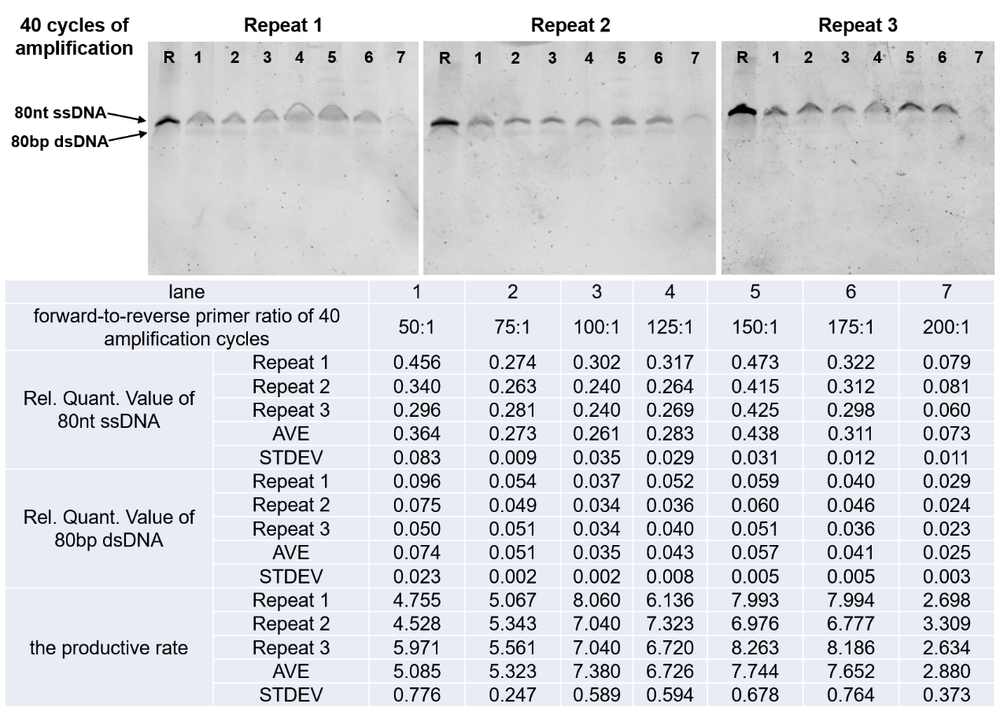 40 cycles of
amplification
Repeat 1
Repeat 2
Repeat 3
R 1 2 3 4 5 6 7
R 1 2 3 4 5 6 7
R 1 2 3 4 5 6 7
80nt ssDNA
80bp dsDNA
lane 1 2 3 4 5 6 7
forward-to-reverse primer ratio of 40
amplification cycles
50:1 75:1 100:1 125:1 150:1 175:1 200:1
Rel. Quant. Value of
80nt ssDNA
Repeat 1 0.456 0.274 0.302 0.317 0.473 0.322 0.079
Repeat 2 0.340 0.263 0.240 0.264 0.415 0.312 0.081
Repeat 3 0.296 0.281 0.240 0.269 0.425 0.298 0.060
AVE 0.364 0.273 0.261 0.283 0.438 0.311 0.073
STDEV 0.083 0.009 0.035 0.029 0.031 0.012 0.011
Rel. Quant. Value of
80bp dsDNA
Repeat 1 0.096 0.054 0.037 0.052 0.059 0.040 0.029
Repeat 2 0.075 0.049 0.034 0.036 0.060 0.046 0.024
Repeat 3 0.050 0.051 0.034 0.040 0.051 0.036 0.023
AVE 0.074 0.051 0.035 0.043 0.057 0.041 0.025
STDEV 0.023 0.002 0.002 0.008 0.005 0.005 0.003
the productive rate
Repeat 1 4.755 5.067 8.060 6.136 7.993 7.994 2.698
Repeat 2 4.528 5.343 7.040 7.323 6.976 6.777 3.309
Repeat 3 5.971 5.561 7.040 6.720 8.263 8.186 2.634
AVE 5.085 5.323 7.380 6.726 7.744 7.652 2.880
STDEV 0.776 0.247 0.589 0.594 0.678 0.764 0.373